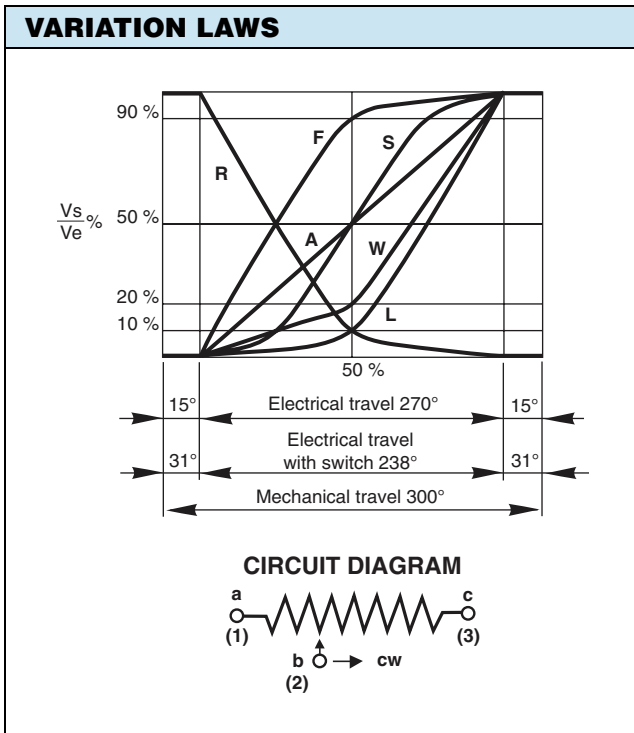 VARIATION LAWS
90 %
F
S
R
Vs
Ve
%
50 %
A
W
20 %
L
10 %
50 %
15° Electrical travel 270° 15°
Electrical travel
31° with switch 238° 31°
Mechanical travel 300°
CIRCUIT DIAGRAM
a c
(1) (3)
b cw
(2)